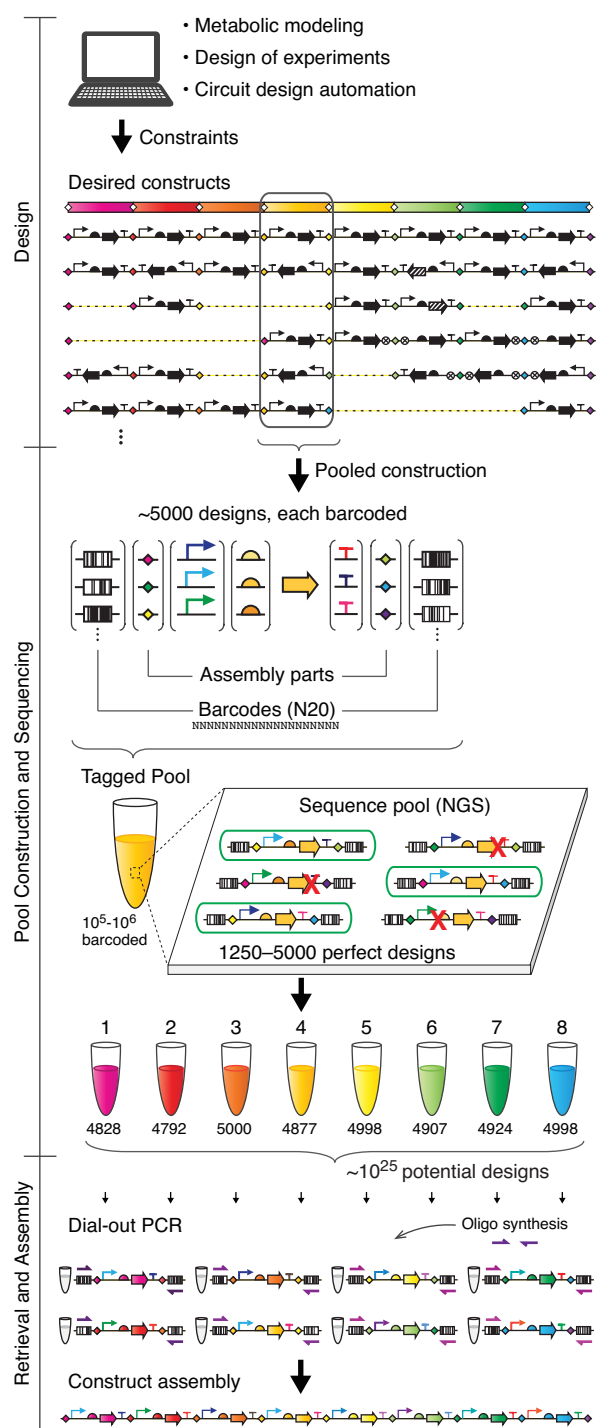 • Metabolic modeling
• Design of experiments
• Circuit design automation
Constraints
Desired constructs
Design
Pooled construction
~5000 designs, each barcoded
Assembly parts
Barcodes (N20)
NNNNNNNNNNNNNNNNNNNN
Pool Construction and Sequencing
Tagged Pool
Sequence pool (NGS)
10⁵-10⁶
barcoded
1250–5000 perfect designs
1 2 3 4 5 6 7 8
4828 4792 5000 4877 4998 4907 4924 4998
~10²⁵ potential designs
Retrieval and Assembly
Dial-out PCR
Oligo synthesis
Construct assembly